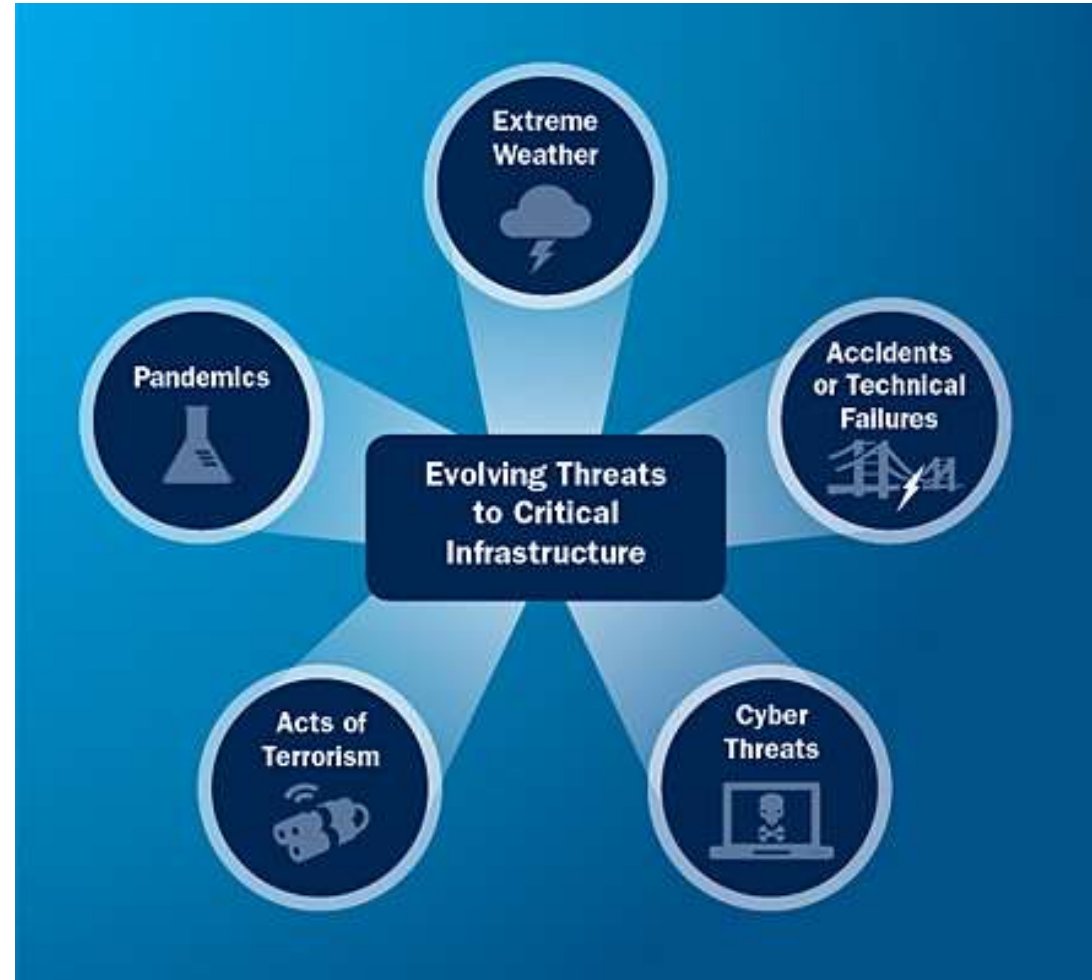 Extreme
Weather
Pandemics
Accidents
or Technical
Failures
Evolving Threats
to Critical
Infrastructure
Acts of
Terrorism
Cyber
Threats